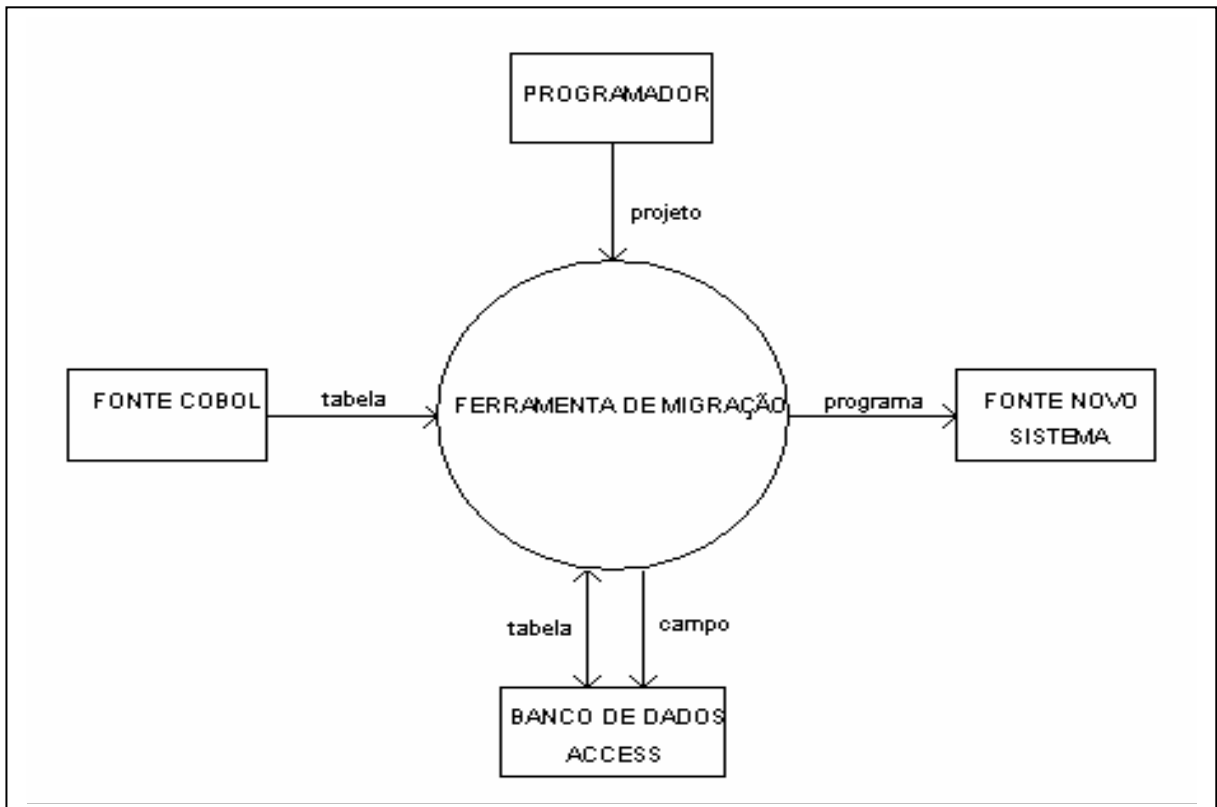 PROGRAMADOR
projeto
FONTE COBOL
tabela
FERRAMENTA DE MIGRAÇÃO
programa
FONTE NOVO
SISTEMA
tabela
campo
BANCO DE DADOS
ACCESS